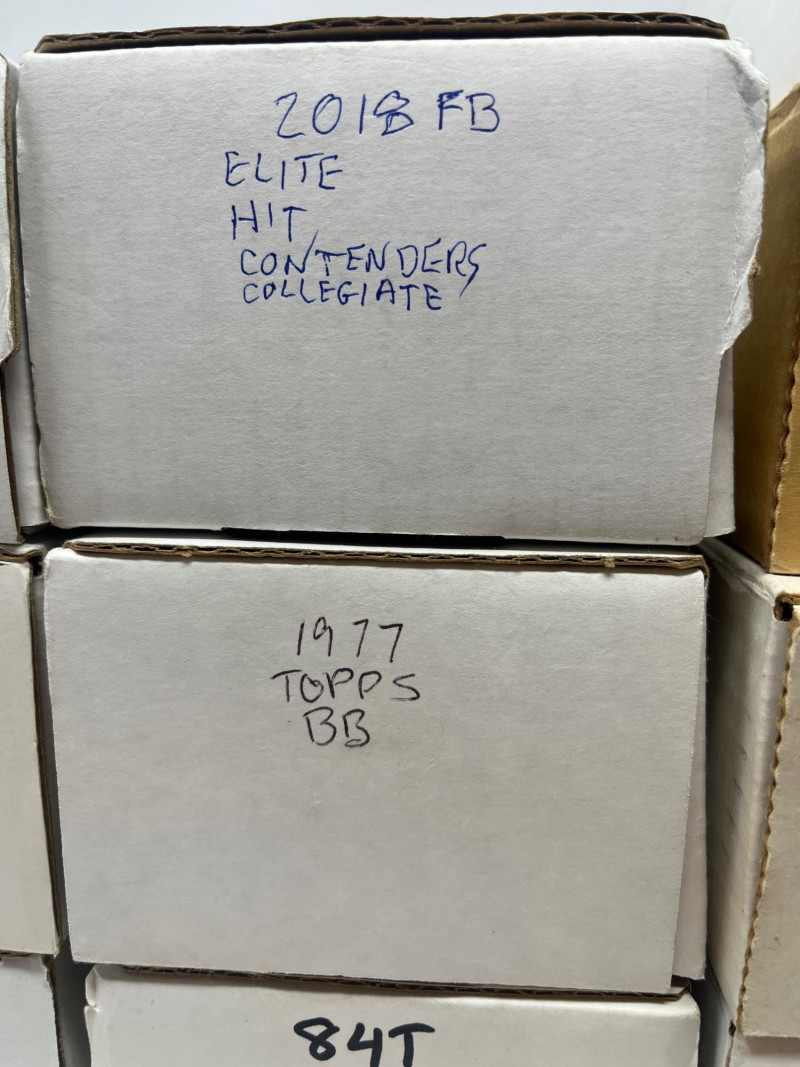 2018 FB
ELITE
HIT
CONTENDERS
COLLEGIATE
1977
TOPPS
BB
84T